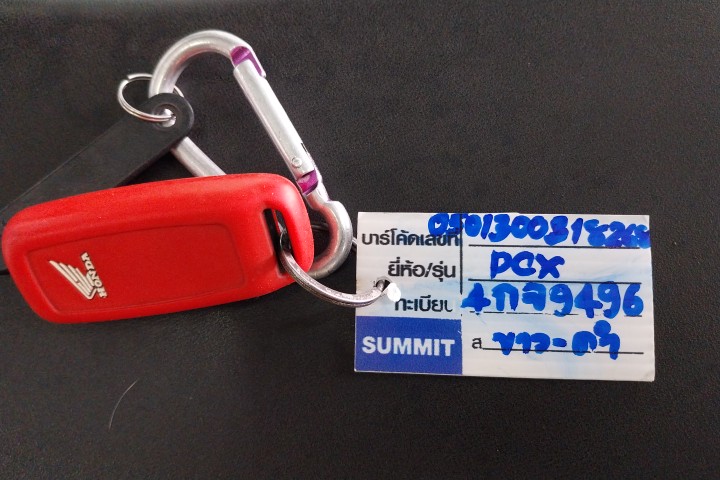 HONDA
บาร์โค้ดเลขที่
ยี่ห้อ/รุ่น PCX
ทะเบียน 4กจ9496
SUMMIT ส ขาว-ดำ